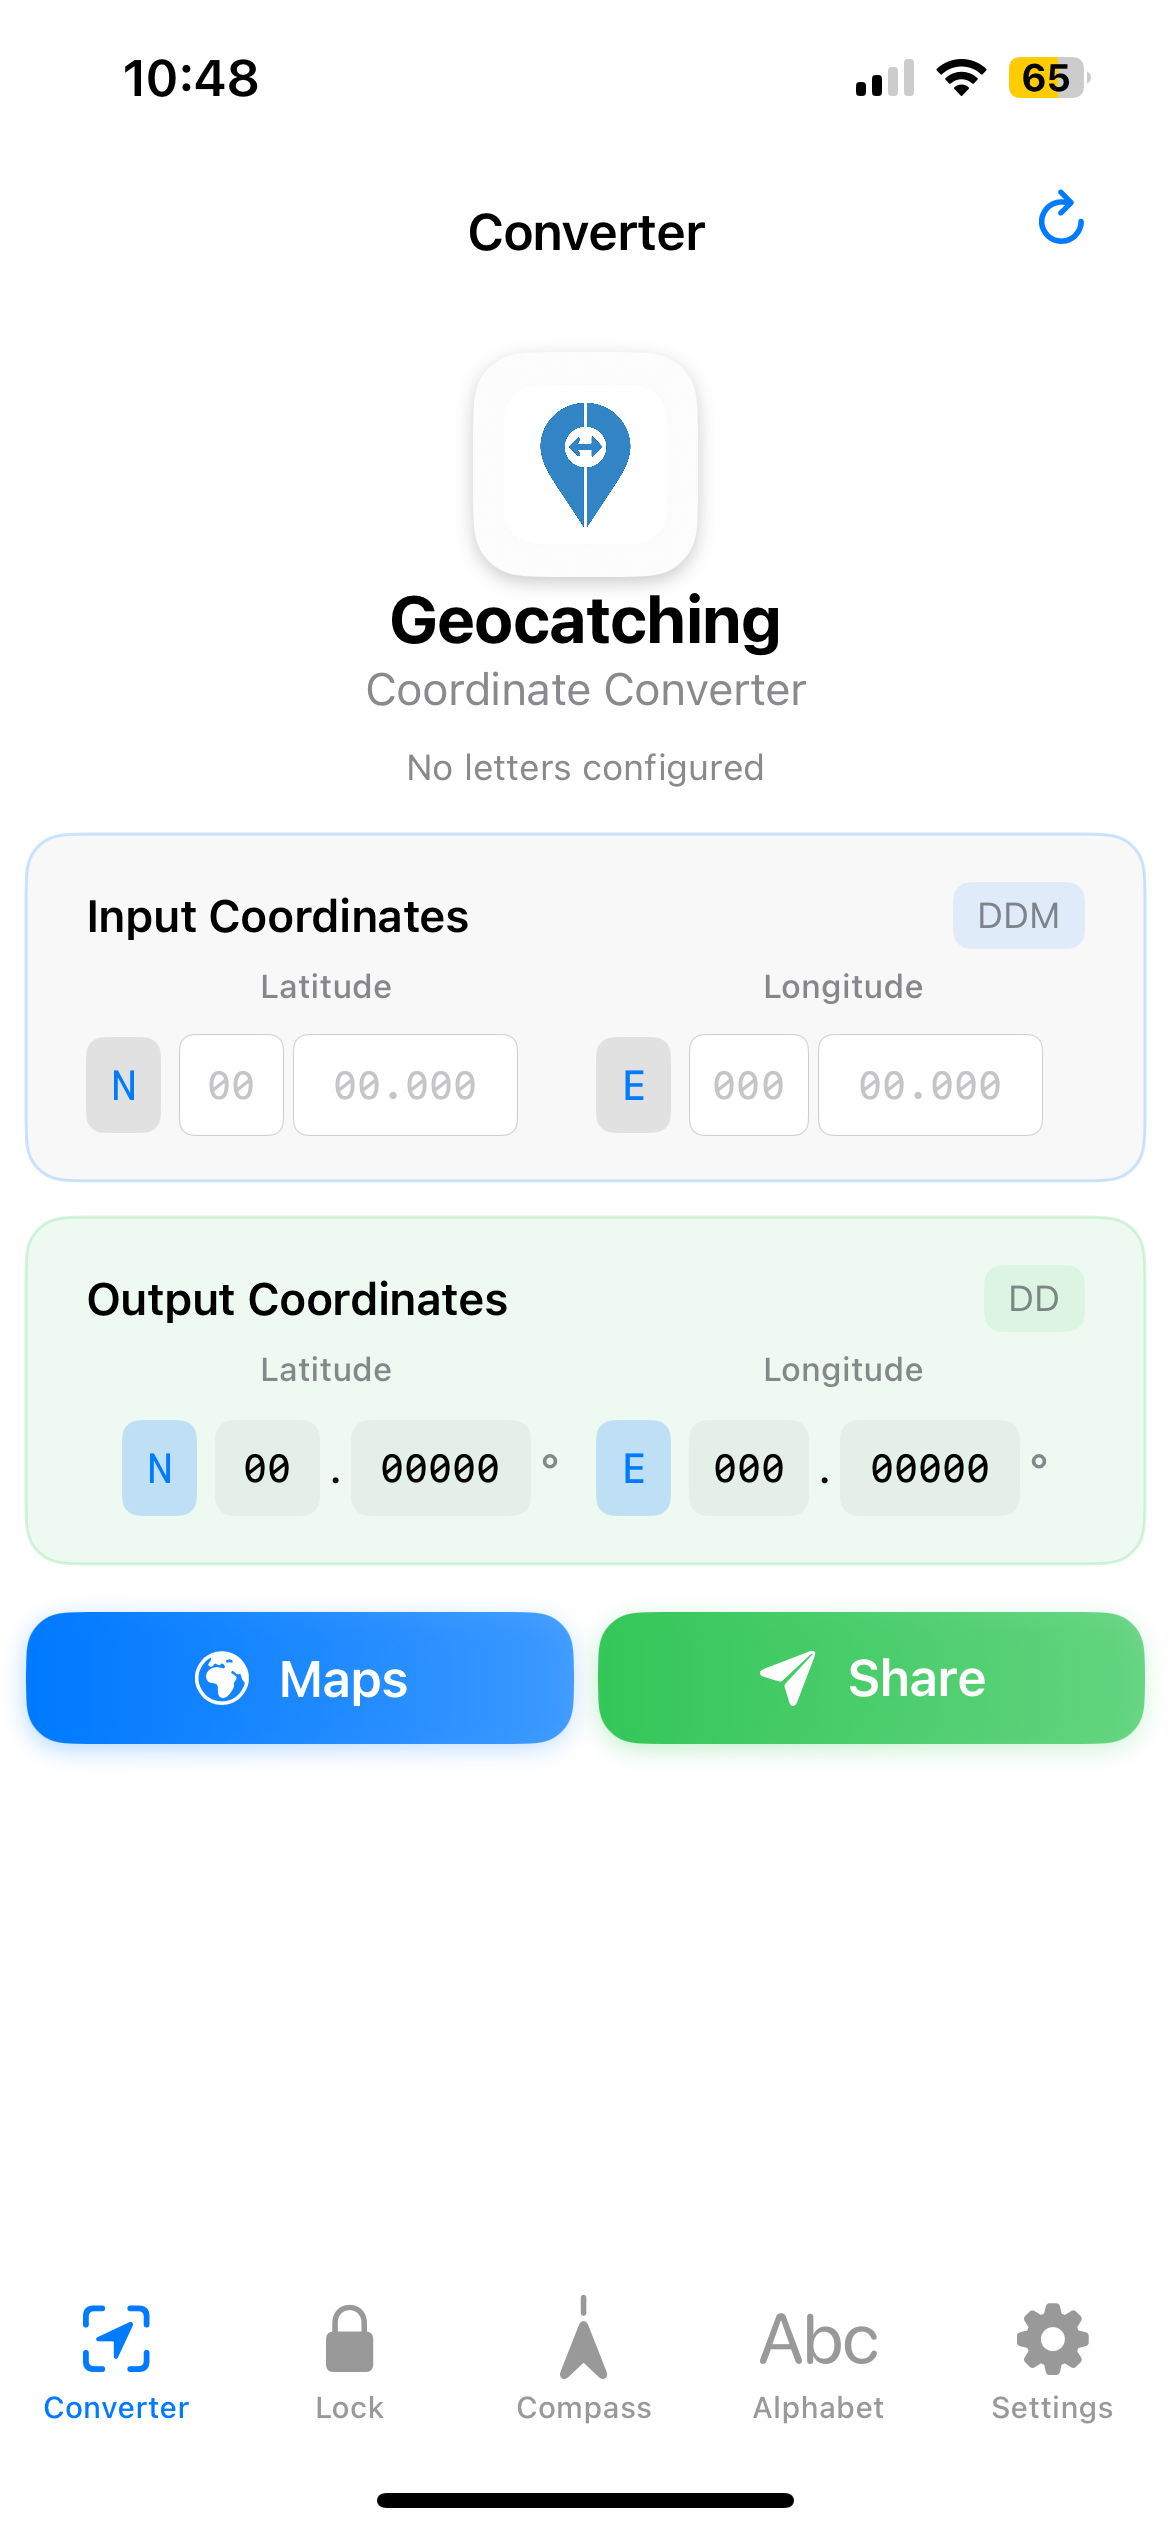 10:48
65
Converter
Geocatching
Coordinate Converter
No letters configured
Input Coordinates DDM
Latitude Longitude
N 00 00.000 E 000 00.000
Output Coordinates DD
Latitude Longitude
N 00 . 00000 ° E 000 . 00000 °
Maps Share
Abc
Converter Lock Compass Alphabet Settings